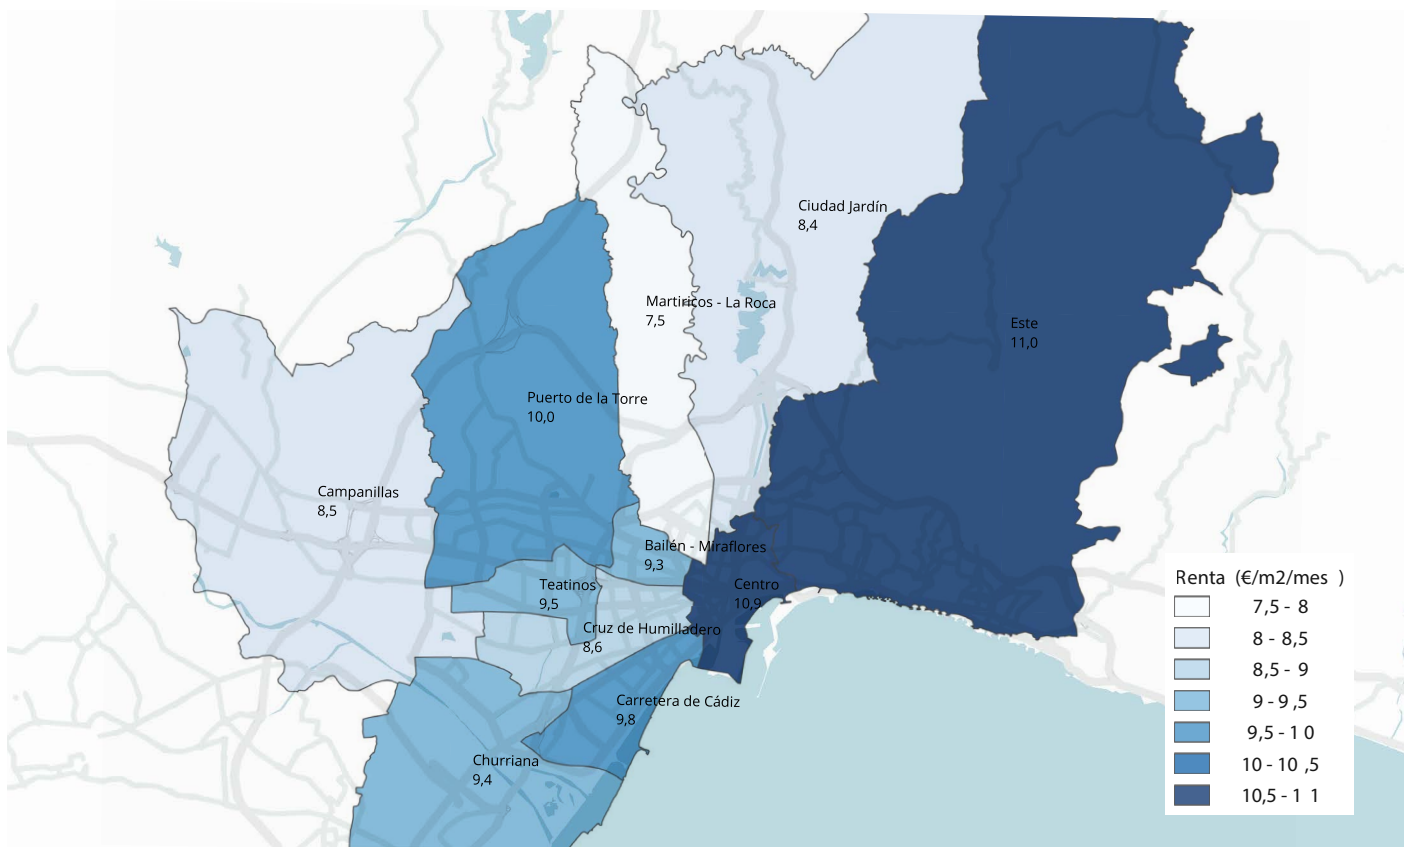 Ciudad Jardín
8,4
Martiricos - La Roca
7,5
Este
11,0
Puerto de la Torre
10,0
Campanillas
8,5
Bailén - Miraflores
9,3
Teatinos
9,5
Centro
10,9
Cruz de Humilladero
8,6
Carretera de Cádiz
9,8
Churriana
9,4
Renta (€/m2/mes )
7,5 - 8
8 - 8,5
8,5 - 9
9 - 9,5
9,5 - 1 0
10 - 10 ,5
10,5 - 1 1